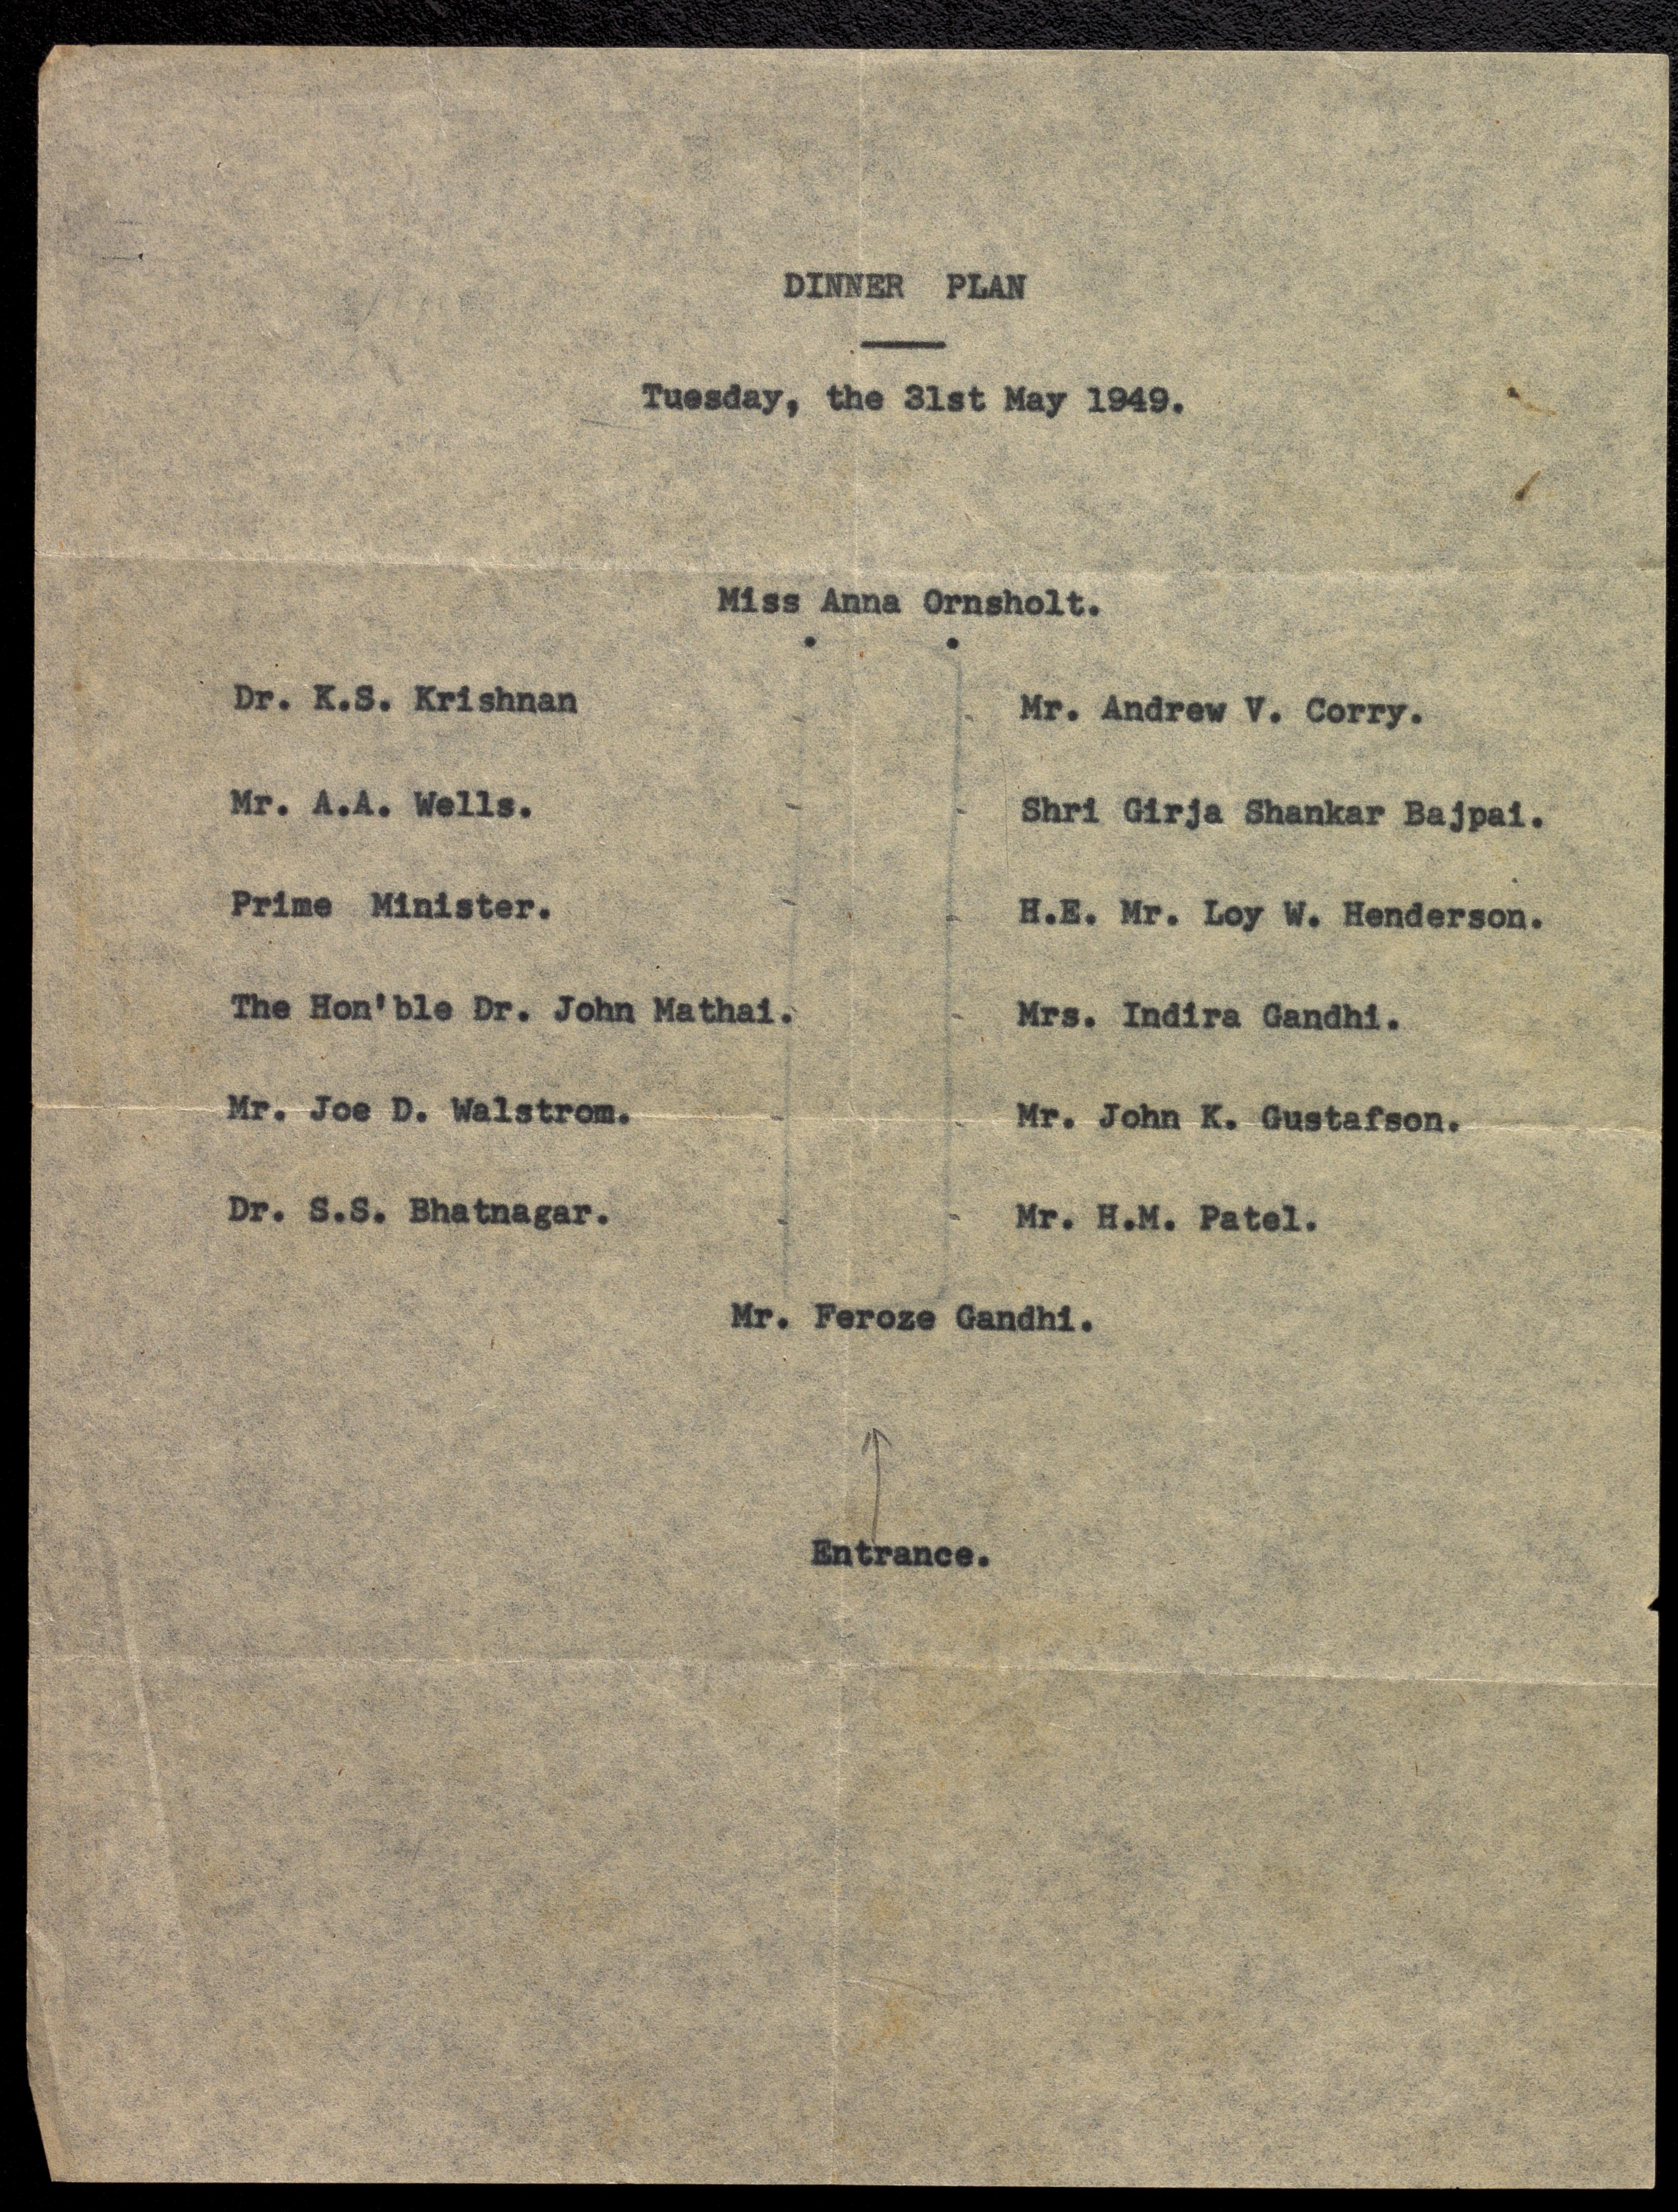 DINNER PLAN
Tuesday, the 31st May 1949.
Miss Anna Ornsholt.
Dr. K.S. Krishnan
Mr. Andrew V. Corry.
Mr. A.A. Wells.
Shri Girja Shankar Bajpai.
Prime Minister.
H.E. Mr. Loy W. Henderson.
The Hon'ble Dr. John Mathai.
Mrs. Indira Gandhi.
Mr. Joe D. Walstrom.
Mr. John K. Gustafson.
Dr. S.S. Bhatnagar.
Mr. H.M. Patel.
Mr. Feroze Gandhi.
Entrance.